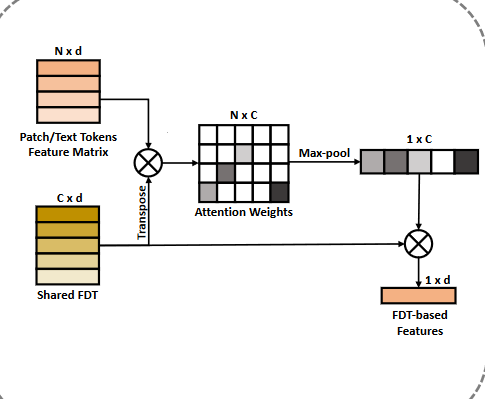 N x d
Patch/Text Tokens
Feature Matrix
N x C
Attention Weights
Max-pool
1 x C
Transpose
C x d
Shared FDT
1 x d
FDT-based
Features